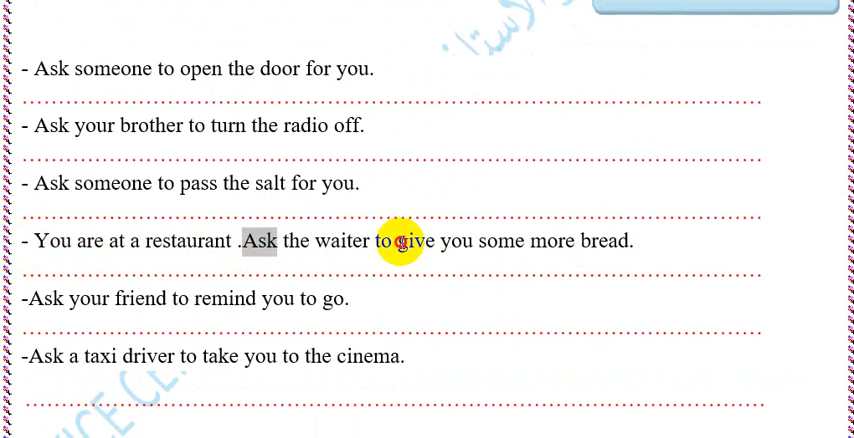 - Ask someone to open the door for you.
- Ask your brother to turn the radio off.
- Ask someone to pass the salt for you.
- You are at a restaurant .Ask the waiter to give you some more bread.
-Ask your friend to remind you to go.
-Ask a taxi driver to take you to the cinema.